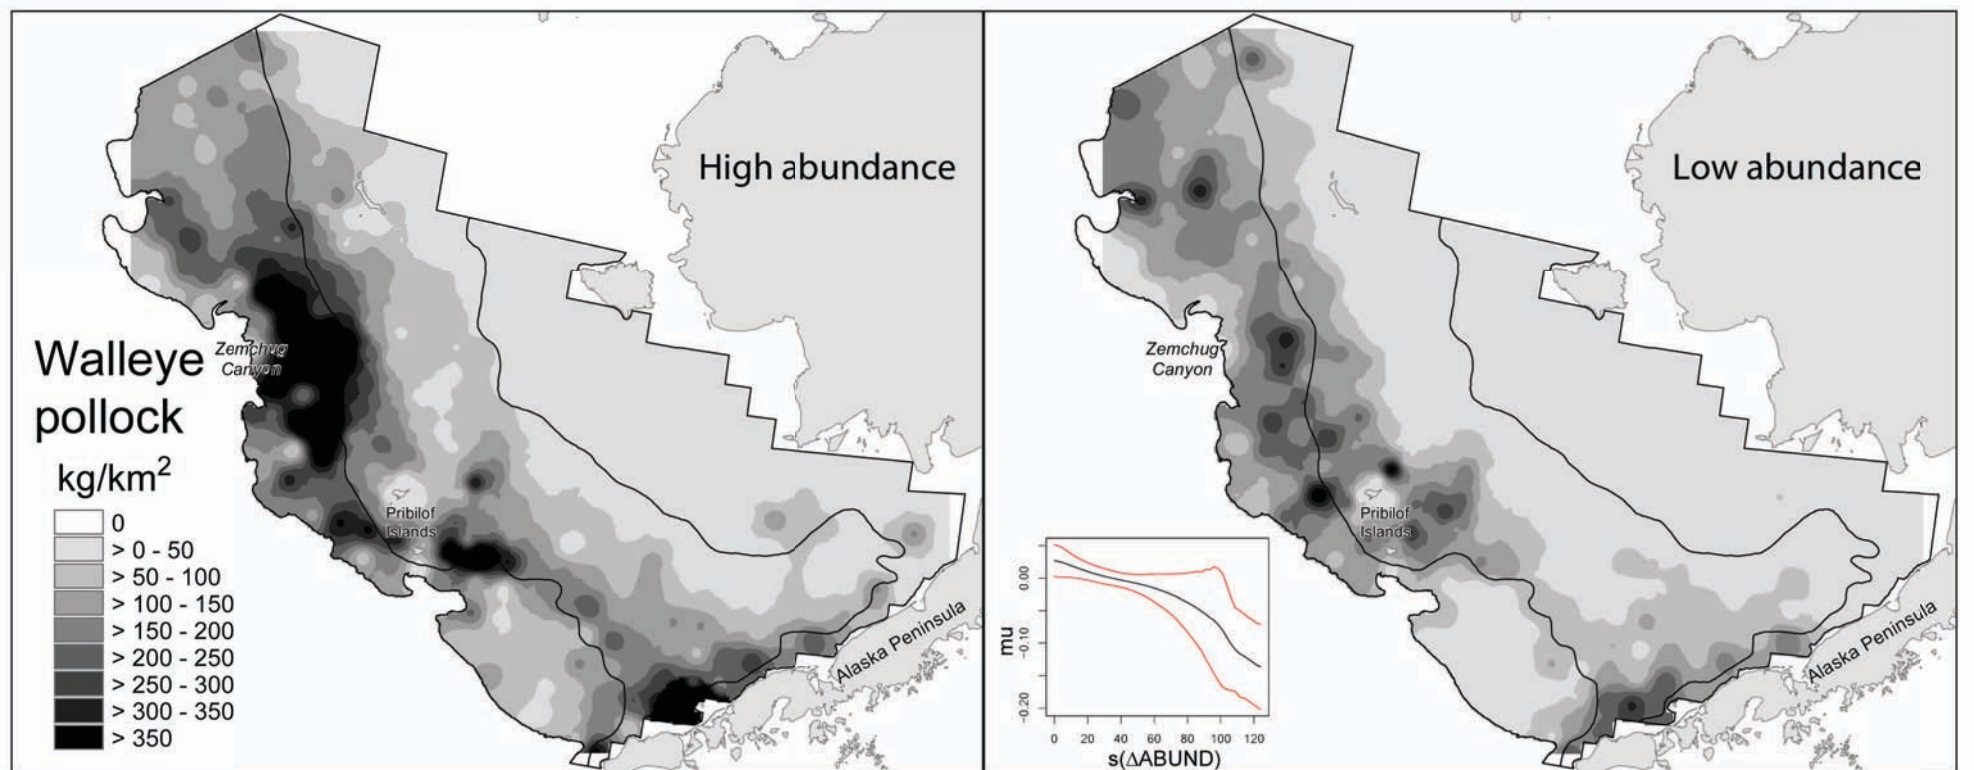 High abundance
Walleye
pollock
kg/km²
0
> 0 - 50
> 50 - 100
> 100 - 150
> 150 - 200
> 200 - 250
> 250 - 300
> 300 - 350
> 350
Zemchug
Canyon
Pribilof
Islands
Alaska Peninsula
Low abundance
Zemchug
Canyon
Pribilof
Islands
Alaska Peninsula
mu
0.00
-0.10
-0.20
0 20 40 60 80 100 120
s(ΔABUND)